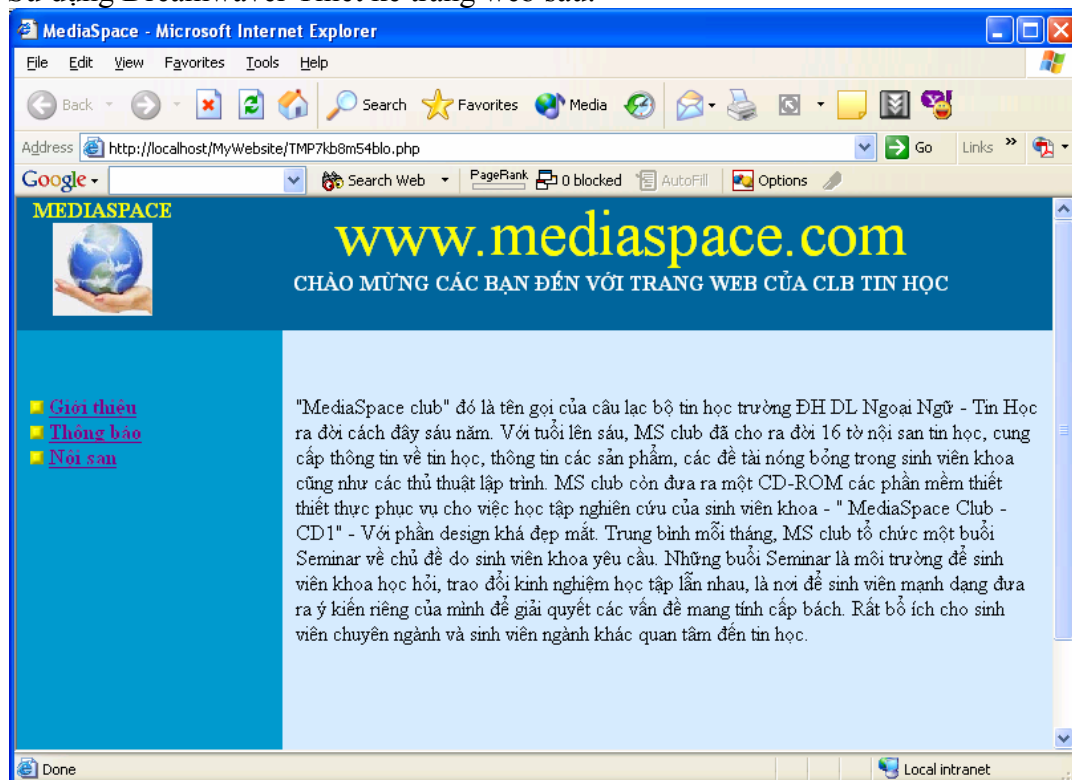 Sử dụng Dreamwaver Thiết kế trang web sau:
MediaSpace - Microsoft Internet Explorer
File Edit View Favorites Tools Help
Back Search Favorites Media
Address http://localhost/MyWebsite/TMP7kb8m54blo.php Go Links »
Google Search Web PageRank 0 blocked AutoFill Options
MEDIASPACE
www.mediaspace.com
CHÀO MỪNG CÁC BẠN ĐẾN VỚI TRANG WEB CỦA CLB TIN HỌC
Giới thiệu
Thông báo
Nội san
"MediaSpace club" đó là tên gọi của câu lạc bộ tin học trường ĐH DL Ngoại Ngữ - Tin Học
ra đời cách đây sáu năm. Với tuổi lên sáu, MS club đã cho ra đời 16 tờ nội san tin học, cung
cấp thông tin về tin học, thông tin các sản phẩm, các đề tài nóng bỏng trong sinh viên khoa
cũng như các thủ thuật lập trình. MS club còn đưa ra một CD-ROM các phần mềm thiết
thiết thực phục vụ cho việc học tập nghiên cứu của sinh viên khoa - " MediaSpace Club -
CD1" - Với phần design khá đẹp mắt. Trung bình mỗi tháng, MS club tổ chức một buổi
Seminar về chủ đề do sinh viên khoa yêu cầu. Những buổi Seminar là môi trường để sinh
viên khoa học hỏi, trao đổi kinh nghiệm học tập lẫn nhau, là nơi để sinh viên mạnh dạng đưa
ra ý kiến riêng của mình để giải quyết các vấn đề mang tính cấp bách. Rất bổ ích cho sinh
viên chuyên ngành và sinh viên ngành khác quan tâm đến tin học.
Done Local intranet